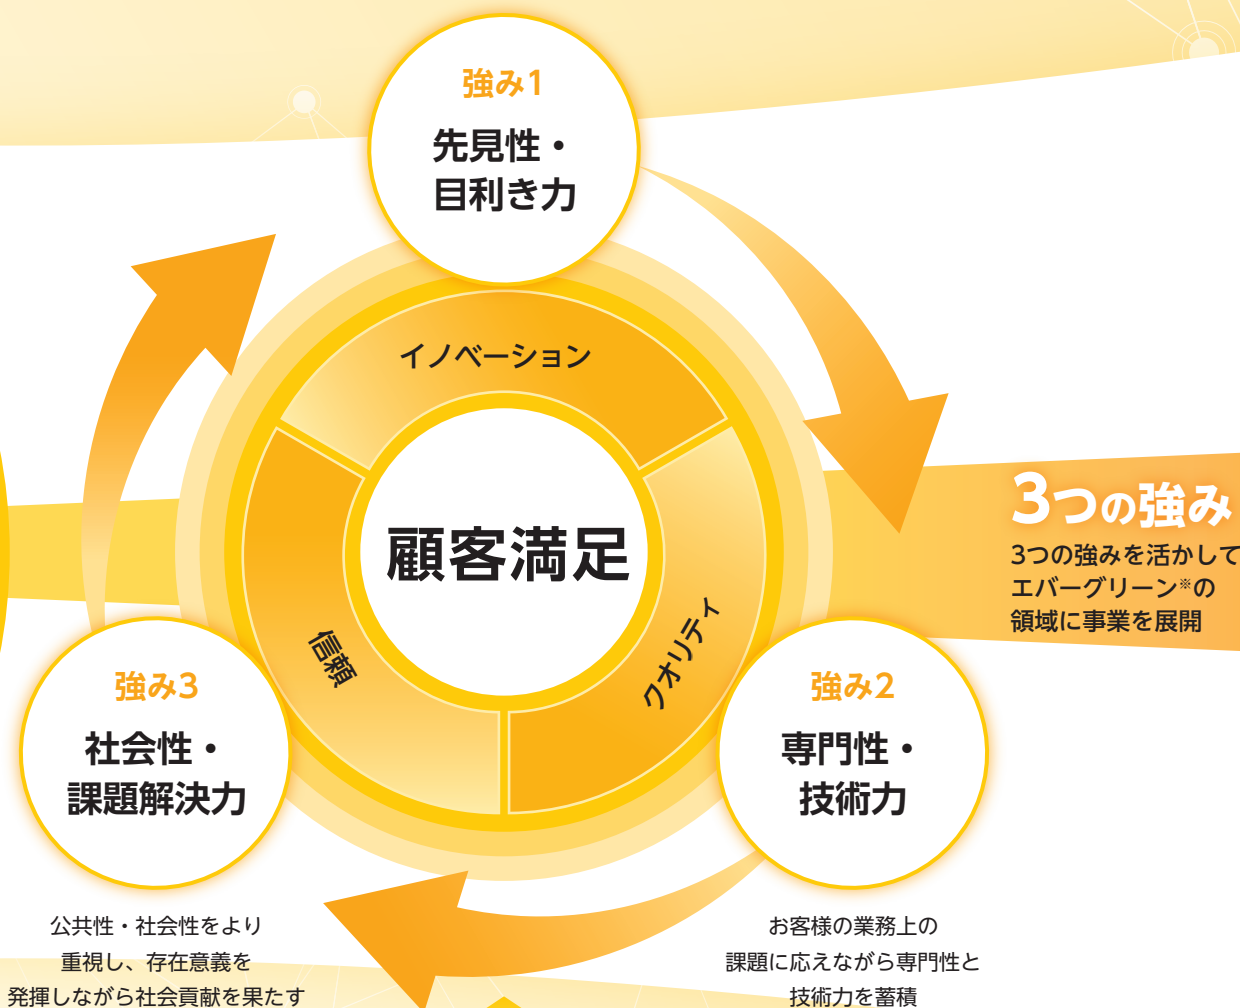 強み1
先見性・
目利き力
イノベーション
顧客満足
信頼
クオリティ
3つの強み
3つの強みを活かして
エバーグリーン※の
領域に事業を展開
強み2
専門性・
技術力
お客様の業務上の
課題に応えながら専門性と
技術力を蓄積
強み3
社会性・
課題解決力
公共性・社会性をより
重視し、存在意義を
発揮しながら社会貢献を果たす